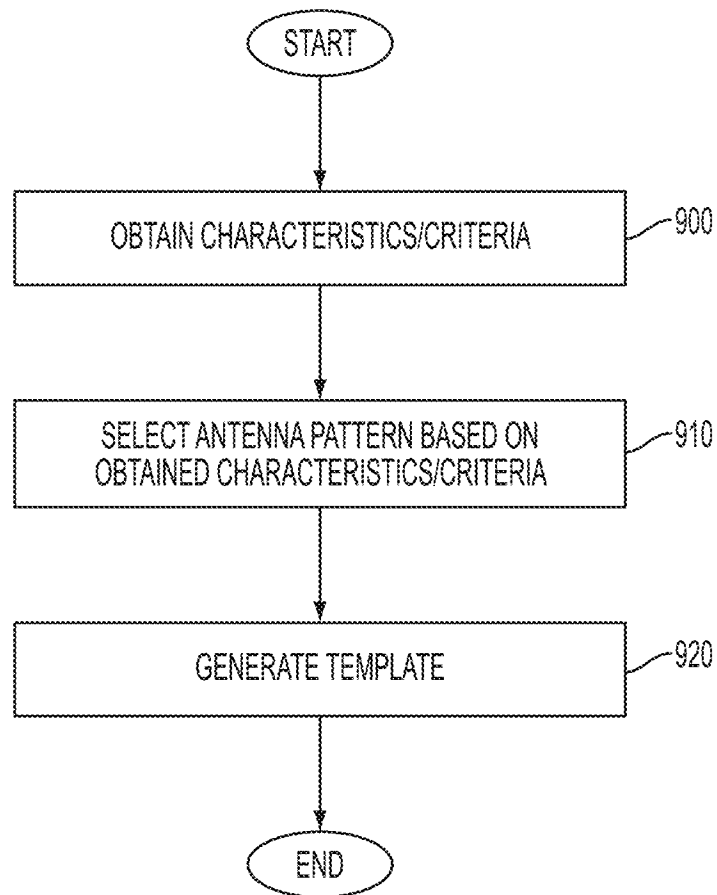 START
OBTAIN CHARACTERISTICS/CRITERIA
900
SELECT ANTENNA PATTERN BASED ON
OBTAINED CHARACTERISTICS/CRITERIA
910
GENERATE TEMPLATE
920
END